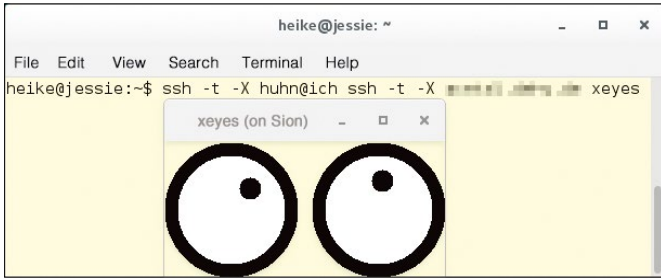 heike@jessie: ~
File Edit View Search Terminal Help
heike@jessie:~$ ssh -t -X huhn@ich ssh -t -X xeyes
xeyes (on Sion)